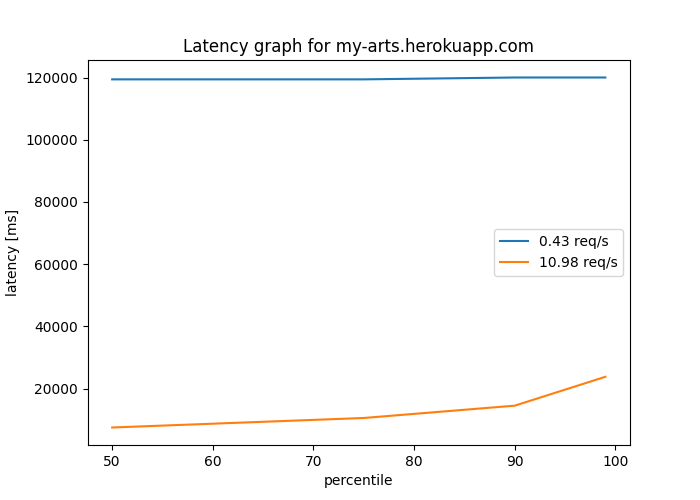 Latency graph for my-arts.herokuapp.com
120000
100000
80000
60000
40000
20000
latency [ms]
0.43 req/s
10.98 req/s
50 60 70 80 90 100
percentile